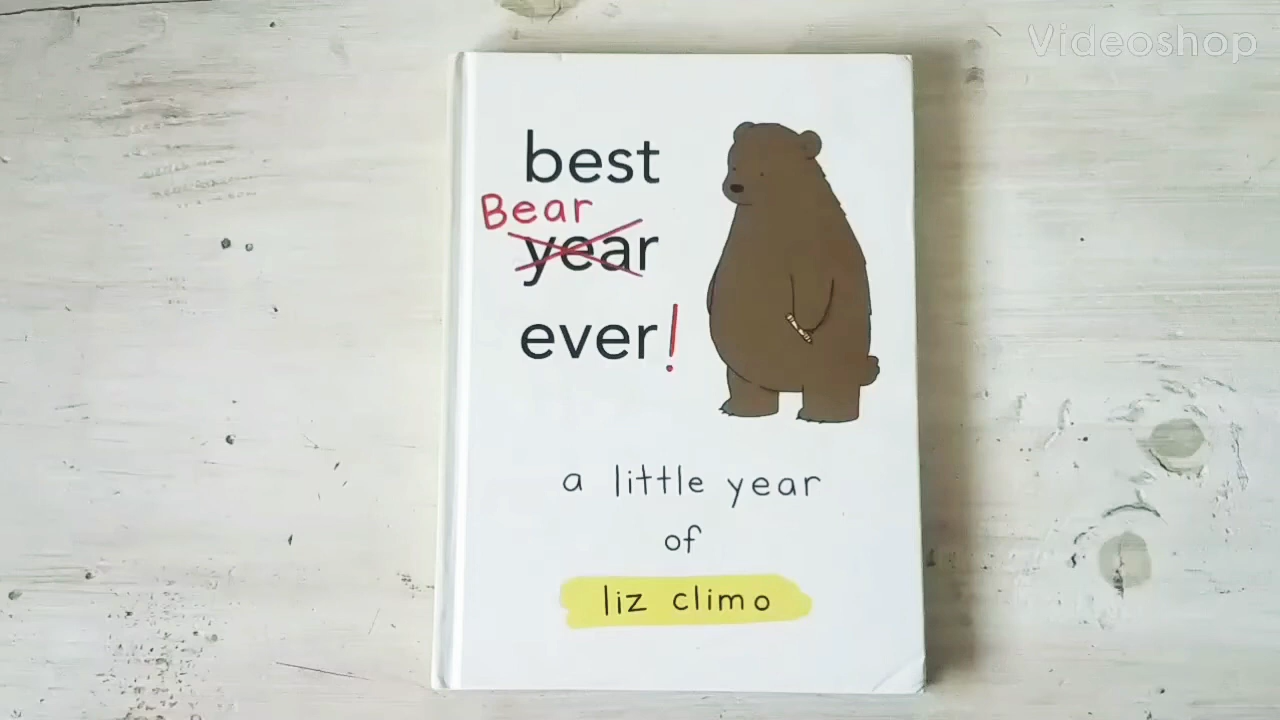 Videoshop
best
Bear
year
ever!
a little year
of
liz climo